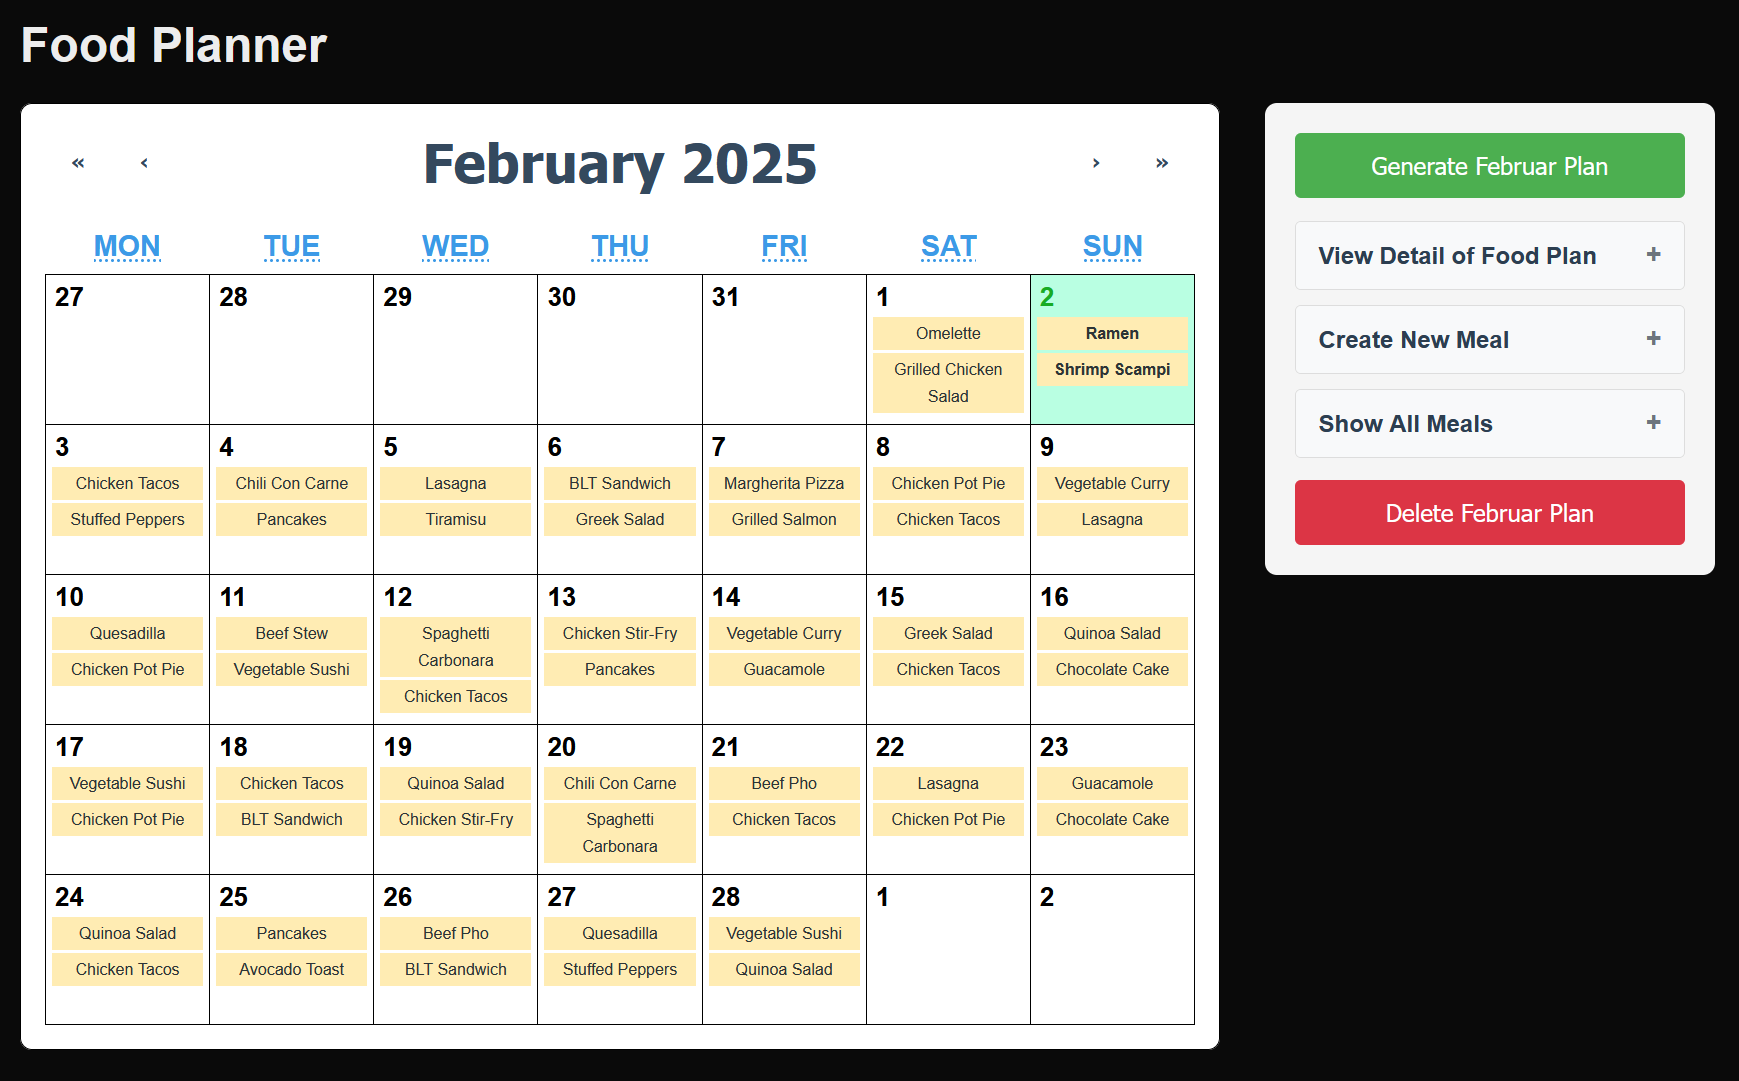 Food Planner
« ‹ February 2025 › »
MON TUE WED THU FRI SAT SUN
27 28 29 30 31 1 2
Omelette Ramen
Grilled Chicken Shrimp Scampi
Salad
3 4 5 6 7 8 9
Chicken Tacos Chili Con Carne Lasagna BLT Sandwich Margherita Pizza Chicken Pot Pie Vegetable Curry
Stuffed Peppers Pancakes Tiramisu Greek Salad Grilled Salmon Chicken Tacos Lasagna
10 11 12 13 14 15 16
Quesadilla Beef Stew Spaghetti Chicken Stir-Fry Vegetable Curry Greek Salad Quinoa Salad
Chicken Pot Pie Vegetable Sushi Carbonara Pancakes Guacamole Chicken Tacos Chocolate Cake
Chicken Tacos
17 18 19 20 21 22 23
Vegetable Sushi Chicken Tacos Quinoa Salad Chili Con Carne Beef Pho Lasagna Guacamole
Chicken Pot Pie BLT Sandwich Chicken Stir-Fry Spaghetti Chicken Tacos Chicken Pot Pie Chocolate Cake
Carbonara
24 25 26 27 28 1 2
Quinoa Salad Pancakes Beef Pho Quesadilla Vegetable Sushi
Chicken Tacos Avocado Toast BLT Sandwich Stuffed Peppers Quinoa Salad
Generate Februar Plan
View Detail of Food Plan +
Create New Meal +
Show All Meals +
Delete Februar Plan